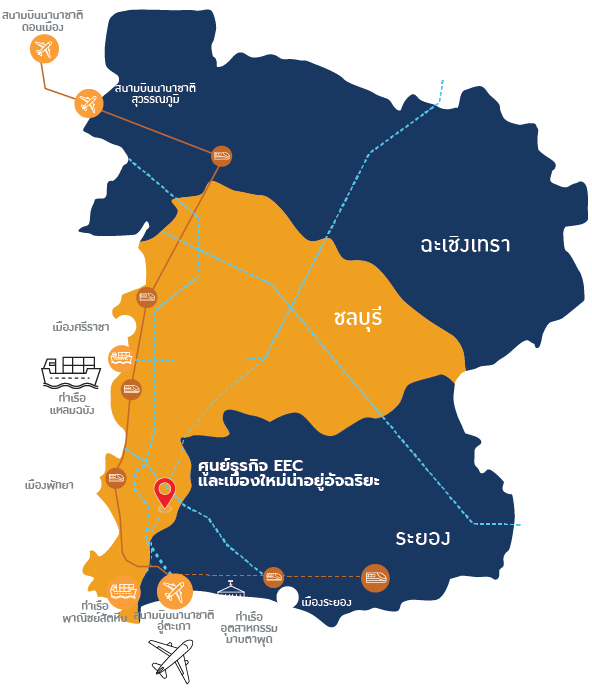 สนามบินนานาชาติ
ดอนเมือง
สนามบินนานาชาติ
สุวรรณภูมิ
ฉะเชิงเทรา
ชลบุรี
เมืองศรีราชา
ท่าเรือ
แหลมฉบัง
ศูนย์ธุรกิจ EEC
และเมืองใหม่น่าอยู่อัจฉริยะ
เมืองพัทยา
ระยอง
ท่าเรือ
พาณิชย์สัตหีบ
สนามบินนานาชาติ
อู่ตะเภา
ท่าเรือ
อุตสาหกรรม
มาบตาพุด
เมืองระยอง